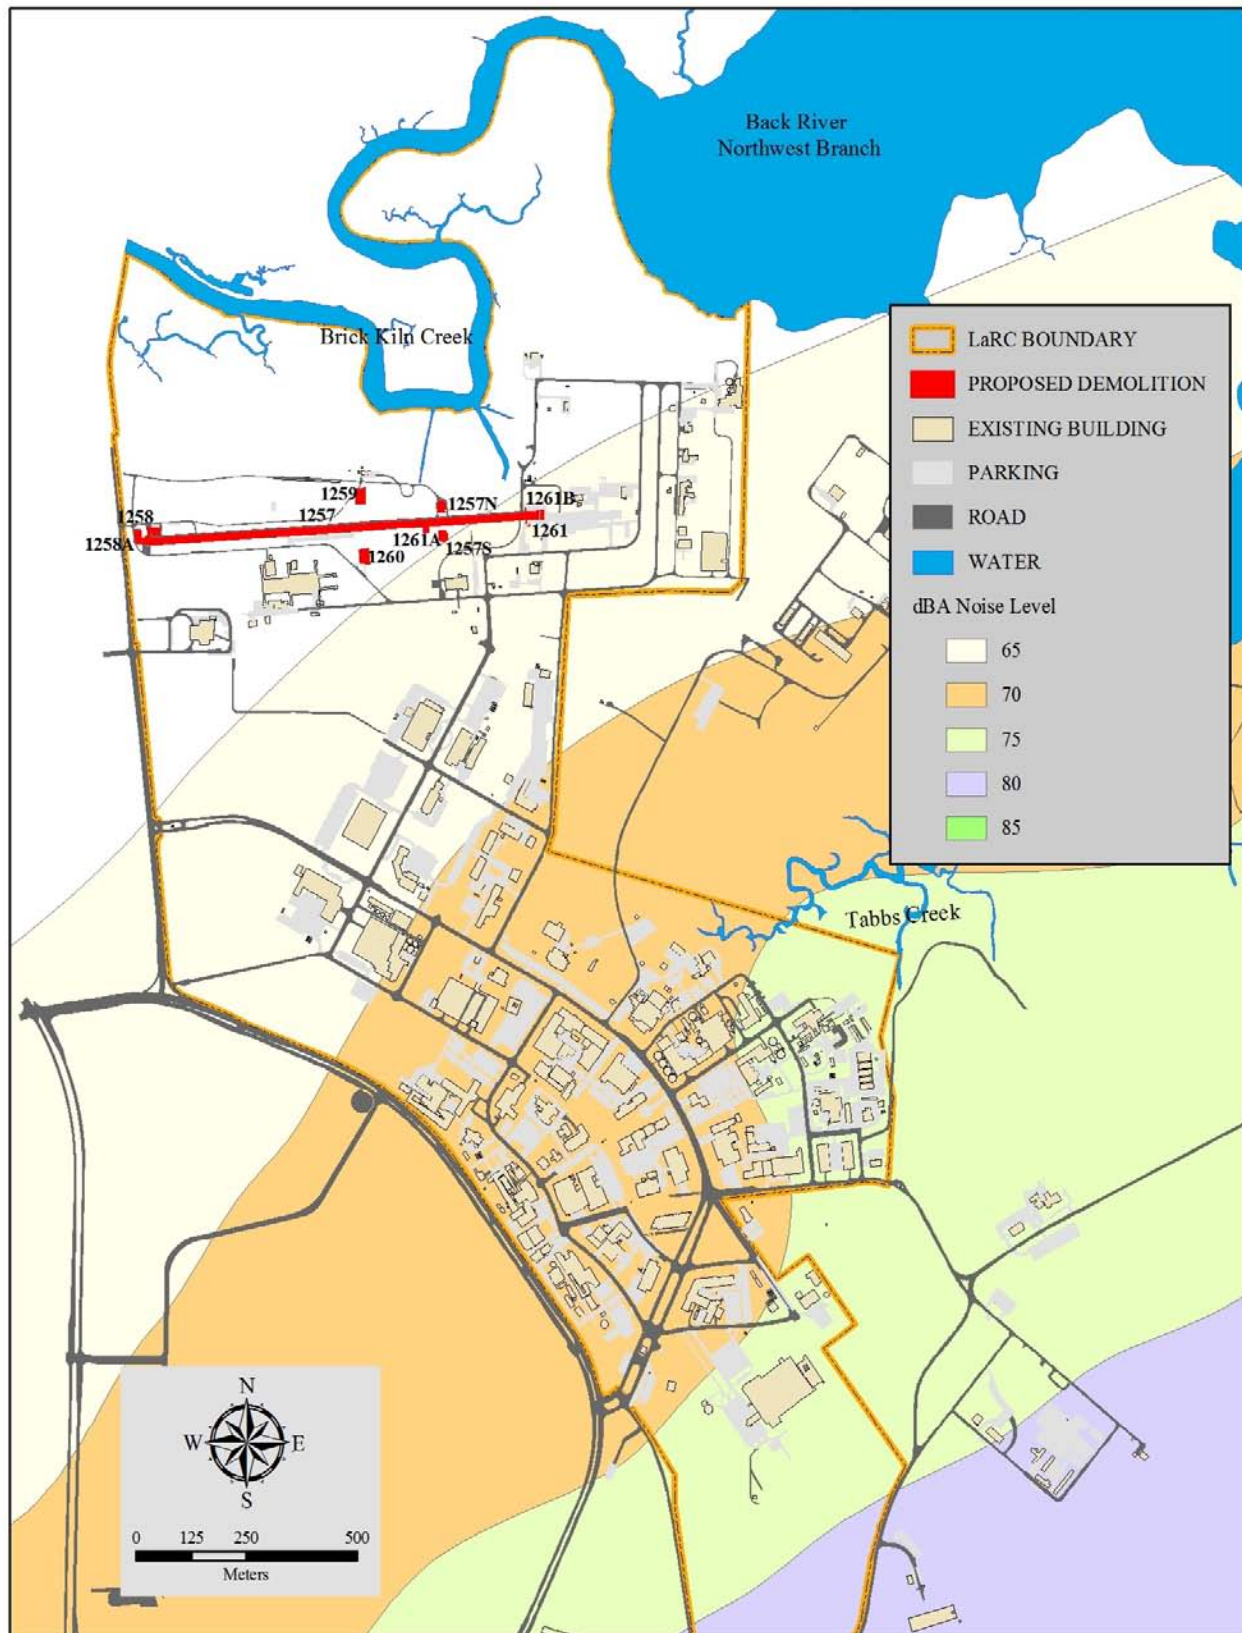 Back River
Northwest Branch
Brick Kiln Creek
LaRC BOUNDARY
PROPOSED DEMOLITION
EXISTING BUILDING
PARKING
ROAD
WATER
dBA Noise Level
65
70
75
80
85
1259
1257N
1261B
1258
1257
1261
1258A
1261A
1257S
1260
Tabbs Creek
N
W
E
S
0 125 250 500
Meters